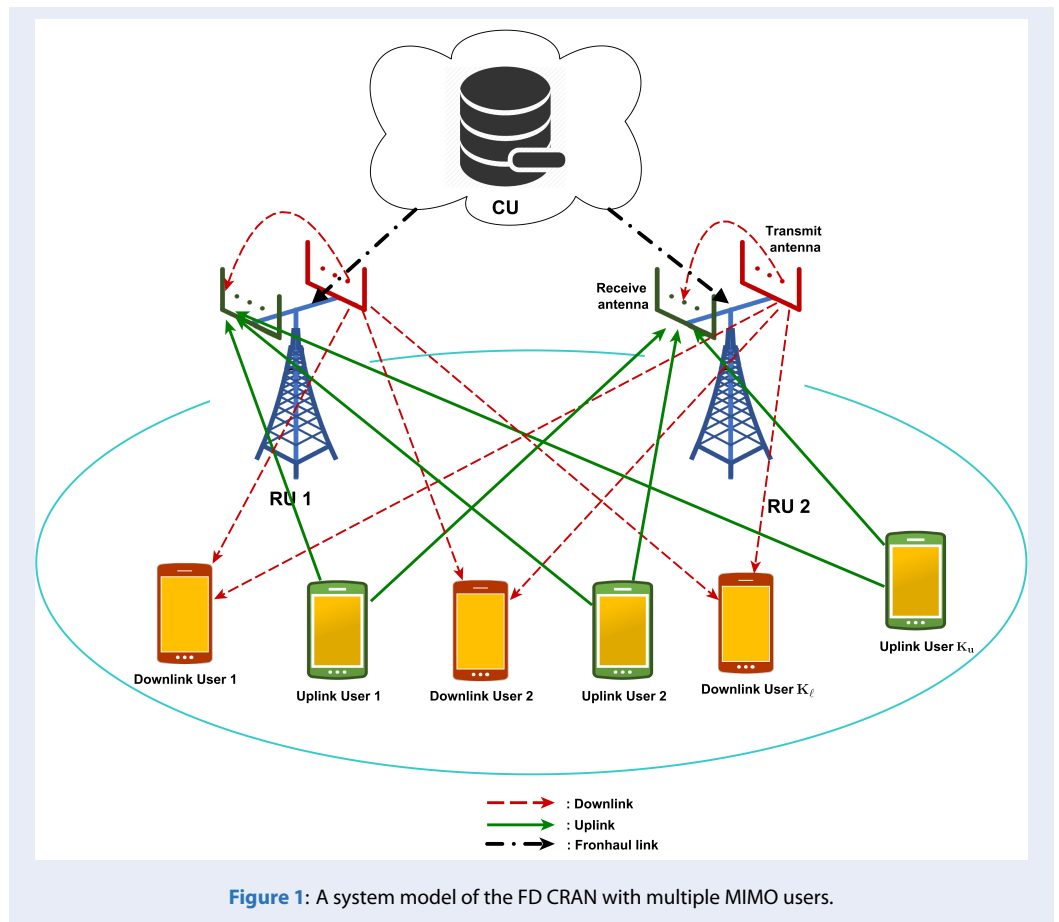 CU
Transmit
antenna
Receive
antenna
RU 1
RU 2
Downlink User 1
Uplink User 1
Downlink User 2
Uplink User 2
Downlink User Kℓ
Uplink User Ku
: Downlink
: Uplink
: Fronhaul link
Figure 1: A system model of the FD CRAN with multiple MIMO users.